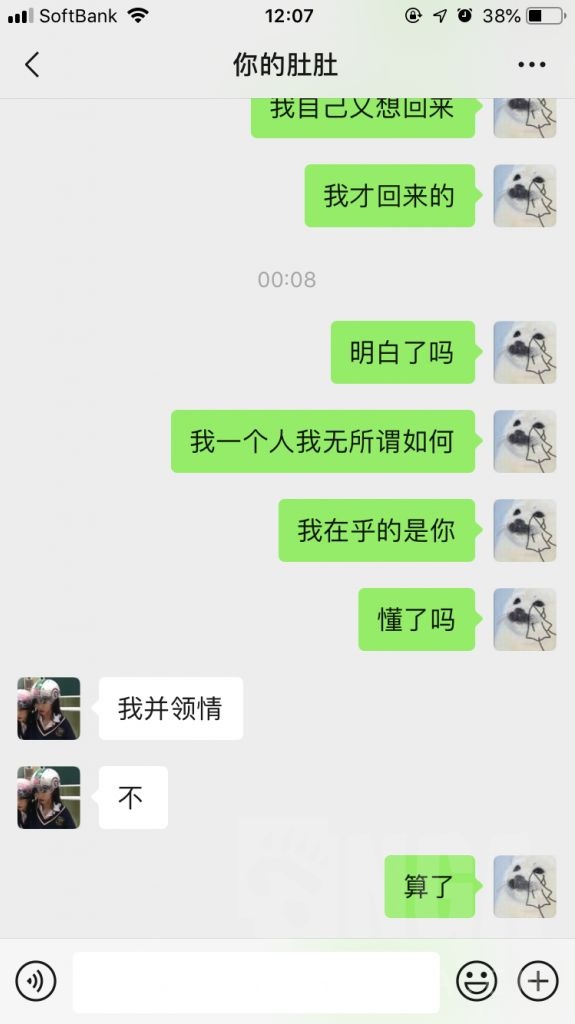 SoftBank 12:07 38%
你的肚肚
我自己又想回来
我才回来的
00:08
明白了吗
我一个人我无所谓如何
我在乎的是你
懂了吗
我并领情
不
算了
NGA